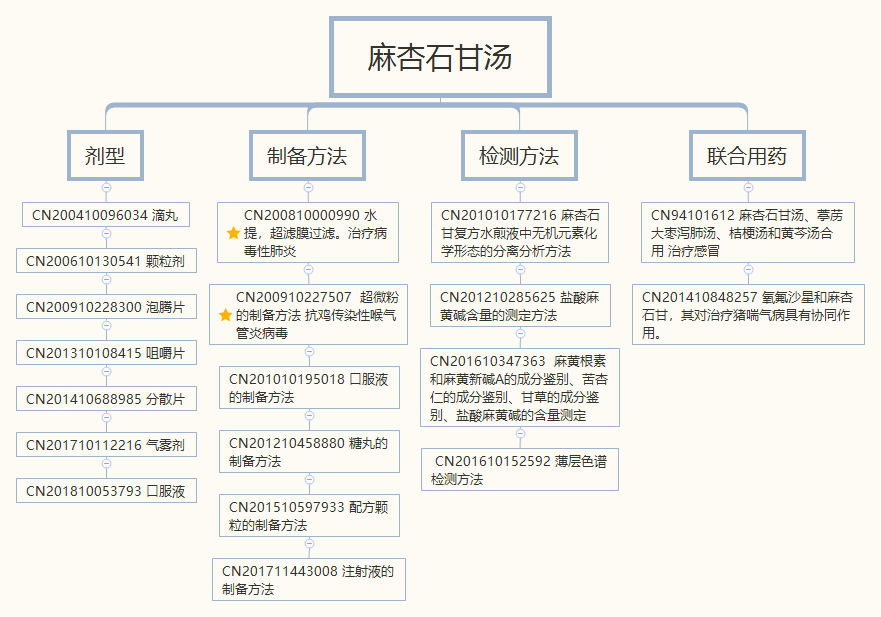 麻杏石甘汤
剂型
CN200410096034 滴丸
CN200610130541 颗粒剂
CN200910228300 泡腾片
CN201310108415 咀嚼片
CN201410688985 分散片
CN201710112216 气雾剂
CN201810053793 口服液
制备方法
CN200810000990 水
提，超滤膜过滤。治疗病
毒性肺炎
CN200910227507 超微粉
的制备方法 抗鸡传染性喉气
管炎病毒
CN201010195018 口服液
的制备方法
CN201210458880 糖丸的
制备方法
CN201510597933 配方颗
粒的制备方法
CN201711443008 注射液的
制备方法
检测方法
CN201010177216 麻杏石
甘复方水煎液中无机元素化
学形态的分离分析方法
CN201210285625 盐酸麻
黄碱含量的测定方法
CN201610347363 麻黄根素
和麻黄新碱A的成分鉴别、苦杏
仁的成分鉴别、甘草的成分鉴
别、盐酸麻黄碱的含量测定
CN201610152592 薄层色谱
检测方法
联合用药
CN94101612 麻杏石甘汤、葶苈
大枣泻肺汤、桔梗汤和黄芩汤合
用 治疗感冒
CN201410848257 氨氟沙星和麻杏
石甘，其对治疗猪喘气病具有协同作
用。